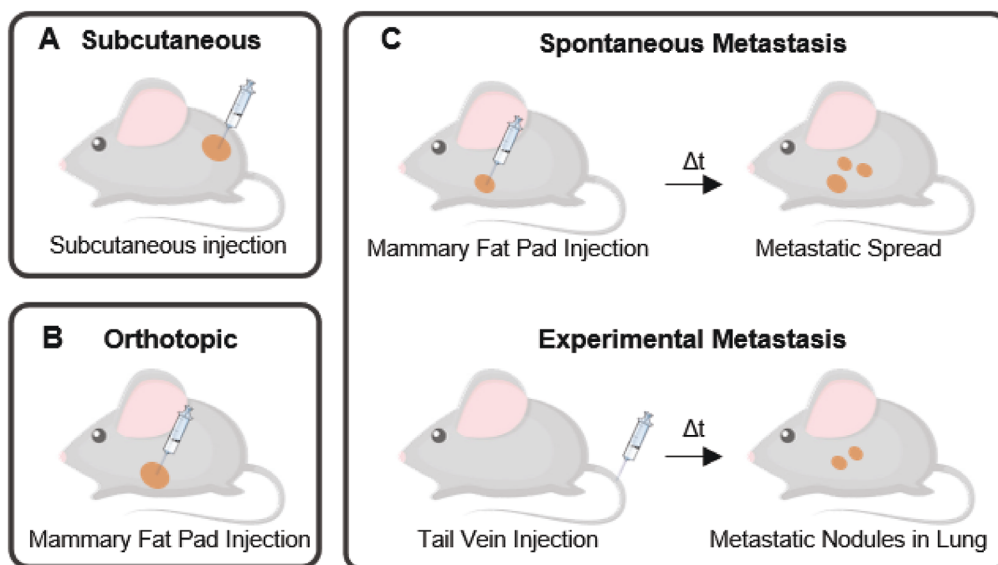 A Subcutaneous
Subcutaneous injection
B Orthotopic
Mammary Fat Pad Injection
C Spontaneous Metastasis
Δt
Mammary Fat Pad Injection
Metastatic Spread
Experimental Metastasis
Δt
Tail Vein Injection
Metastatic Nodules in Lung